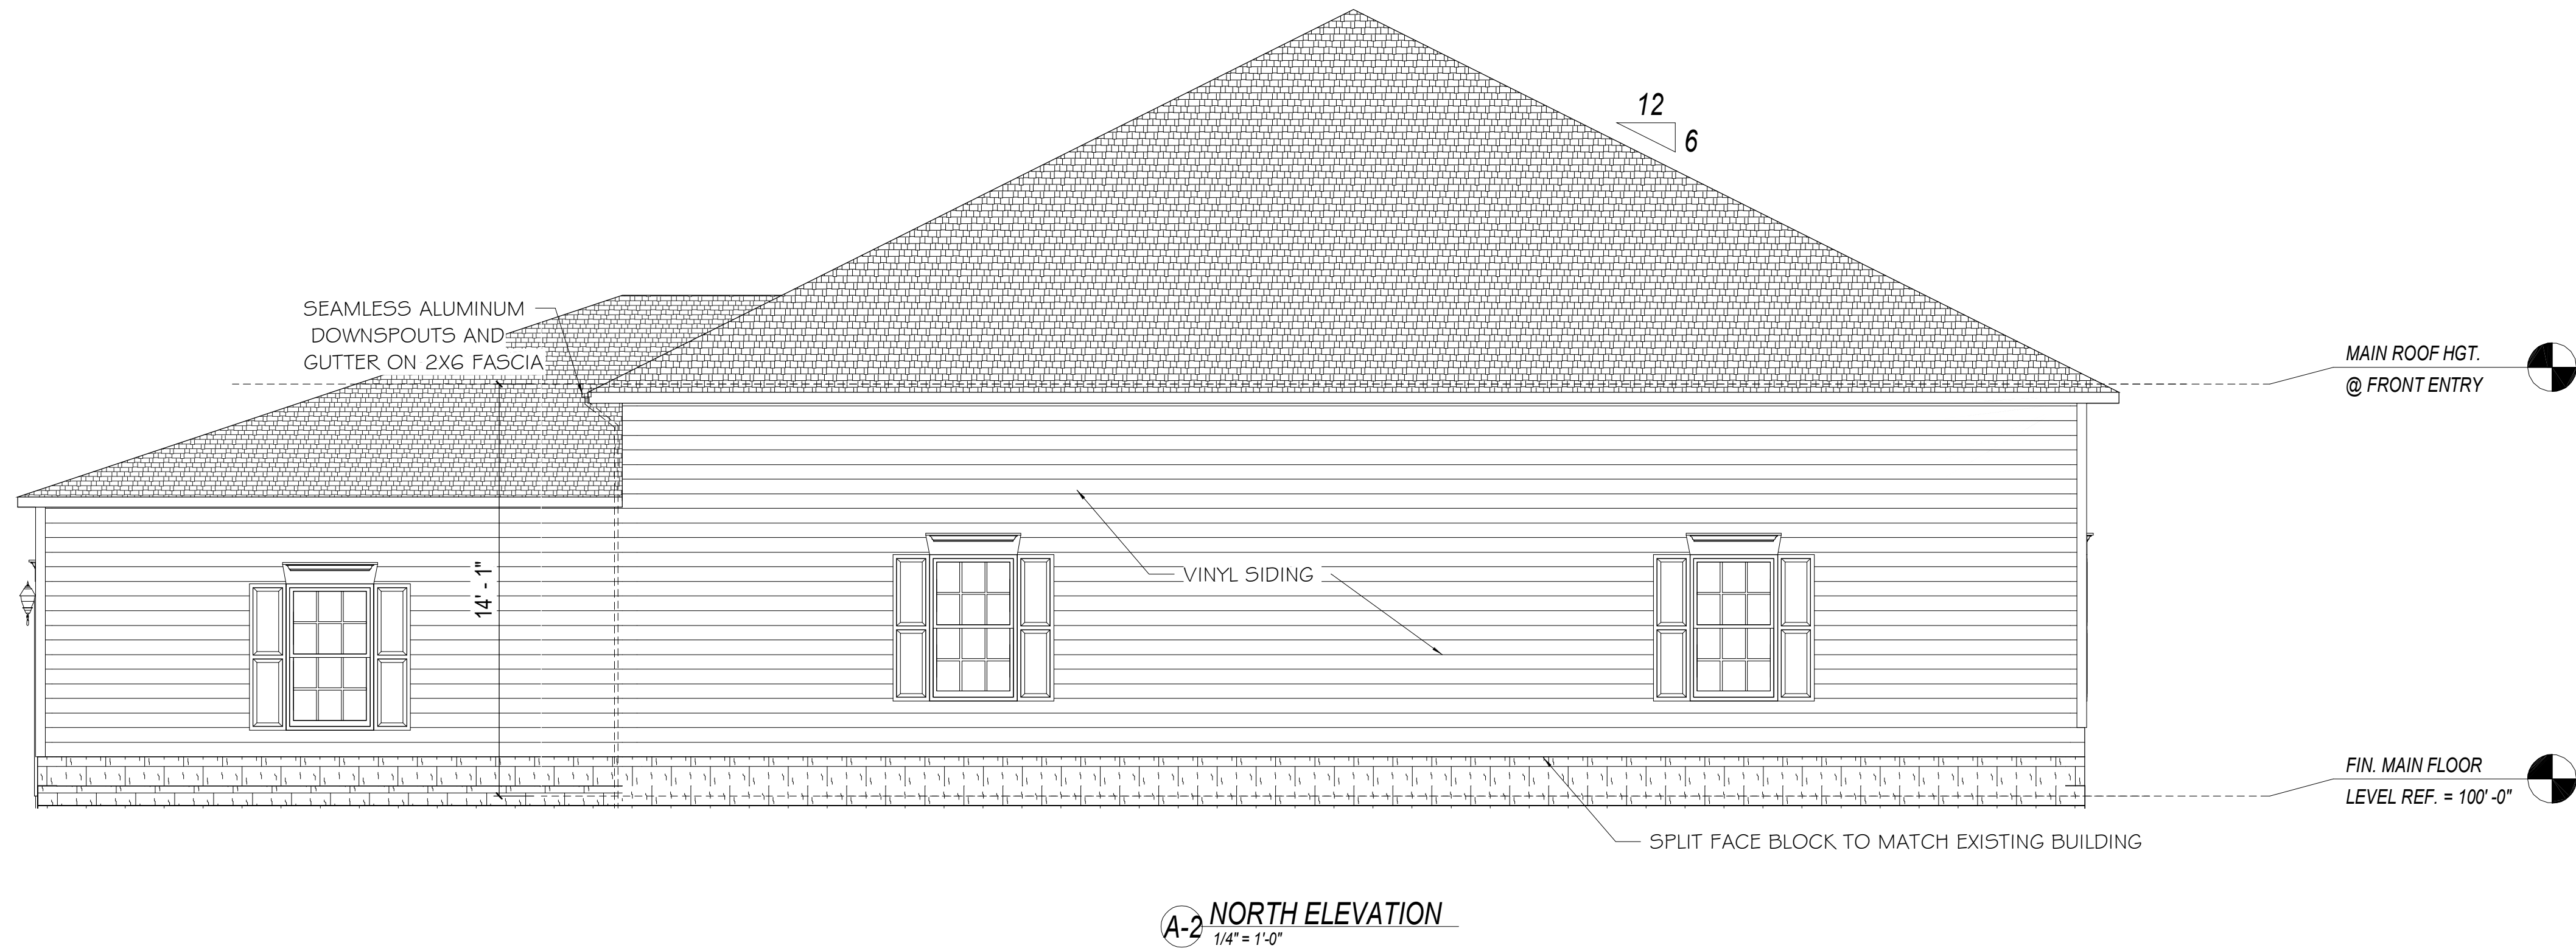 12
6
SEAMLESS ALUMINUM
DOWNSPOUTS AND
GUTTER ON 2X6 FASCIA
MAIN ROOF HGT.
@ FRONT ENTRY
14' - 1"
VINYL SIDING
FIN. MAIN FLOOR
LEVEL REF. = 100' -0"
SPLIT FACE BLOCK TO MATCH EXISTING BUILDING
A-2 NORTH ELEVATION
1/4" = 1'-0"